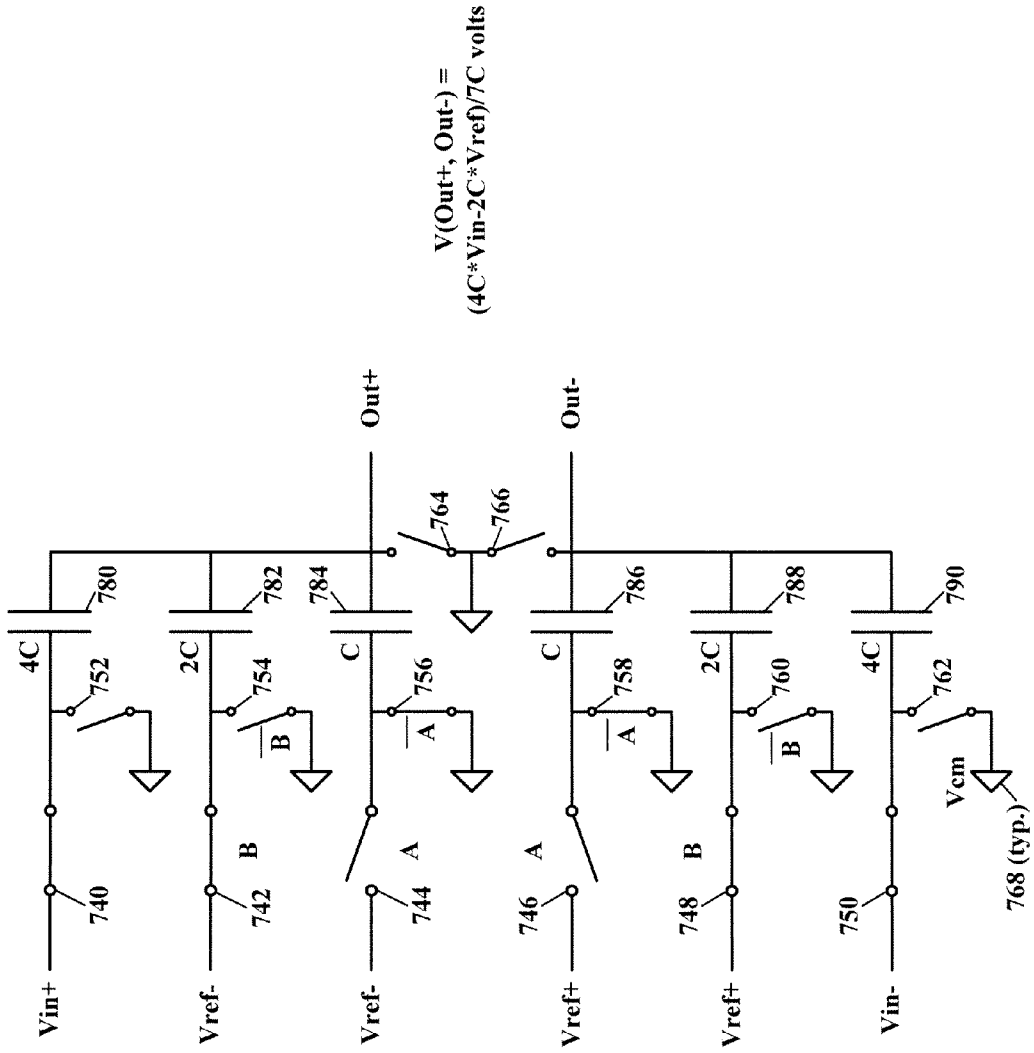 Vin+
740
752
4C
780
Vref-
742
B
754
B
2C
782
Vref-
744
A
756
A
C
784
Out+
764
766
Vref+
746
A
758
A
C
786
Out-
Vref+
748
B
760
B
2C
788
Vin-
750
762
4C
790
Vcm
768 (typ.)
V(Out+, Out-) =
(4C*Vin-2C*Vref)/7C volts